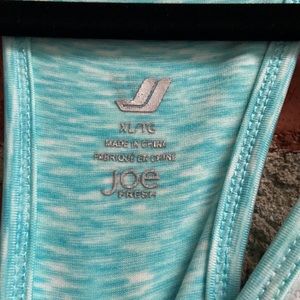 XL/TG
MADE IN CHINA
FABRIQUÉ EN CHINE
JOE
FRESH